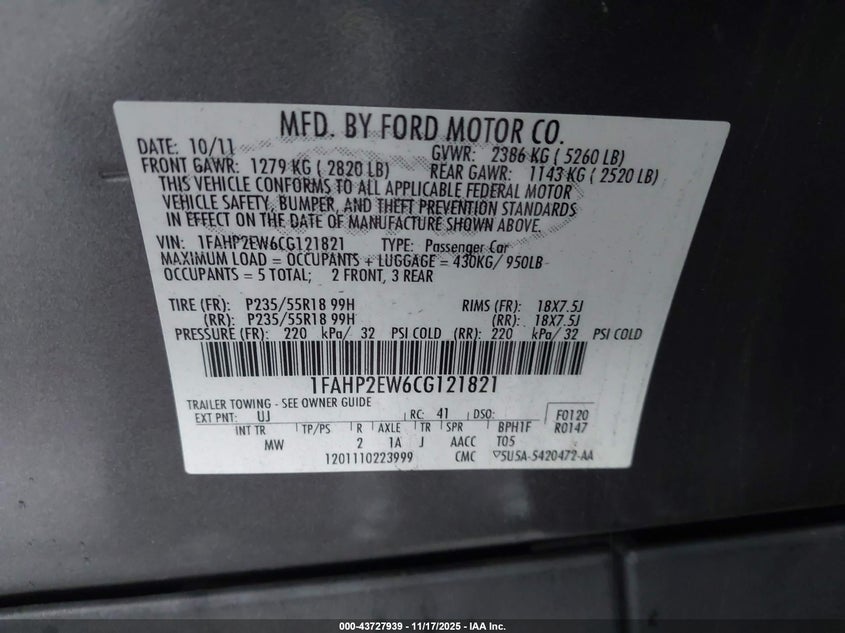 MFD. BY FORD MOTOR CO.
DATE: 10/11 GVWR: 2386 KG ( 5260 LB)
FRONT GAWR: 1279 KG ( 2820 LB) REAR GAWR: 1143 KG ( 2520 LB)
THIS VEHICLE CONFORMS TO ALL APPLICABLE FEDERAL MOTOR
VEHICLE SAFETY, BUMPER, AND THEFT PREVENTION STANDARDS
IN EFFECT ON THE DATE OF MANUFACTURE SHOWN ABOVE.
VIN: 1FAHP2EW6CG121821 TYPE: Passenger Car
MAXIMUM LOAD = OCCUPANTS + LUGGAGE = 430KG/ 950LB
OCCUPANTS = 5 TOTAL; 2 FRONT, 3 REAR
TIRE (FR): P235/55R18 99H RIMS (FR): 18X7.5J
(RR): P235/55R18 99H (RR): 18X7.5J
PRESSURE (FR): 220 kPa/ 32 PSI COLD (RR): 220 kPa/ 32 PSI COLD
1FAHP2EW6CG121821
TRAILER TOWING - SEE OWNER GUIDE
EXT PNT: UJ RC: 41 DSO: F0120
INT TR TP/PS R AXLE TR SPR BPH1F R0147
MW 2 1A J AACC T05
1201110223999 CMC 5U5A-5420472-AA
000-43727939 - 11/17/2025 - IAA Inc.